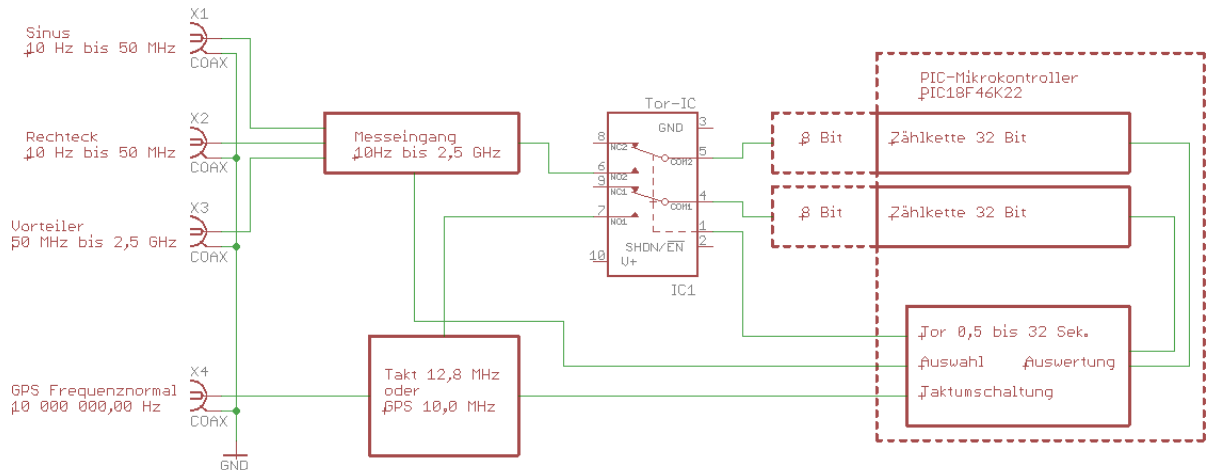 X1
Sinus
10 Hz bis 50 MHz
COAX
X2
Rechteck
10 Hz bis 50 MHz
COAX
X3
Vorteiler
50 MHz bis 2,5 GHz
COAX
X4
GPS Frequenznormal
10 000 000,00 Hz
COAX
GND
Messeingang
10Hz bis 2,5 GHz
Takt 12,8 MHz
oder
GPS 10,0 MHz
Tor-IC
GND
3
8
NC2
5
COM2
6
NO2
9
NC1
4
COM1
7
NO1
1
SHDN/EN
2
10
V+
IC1
PIC-Mikrokontroller
PIC18F46K22
8 Bit
Zählkette 32 Bit
8 Bit
Zählkette 32 Bit
Tor 0,5 bis 32 Sek.
Auswahl
Auswertung
Taktumschaltung